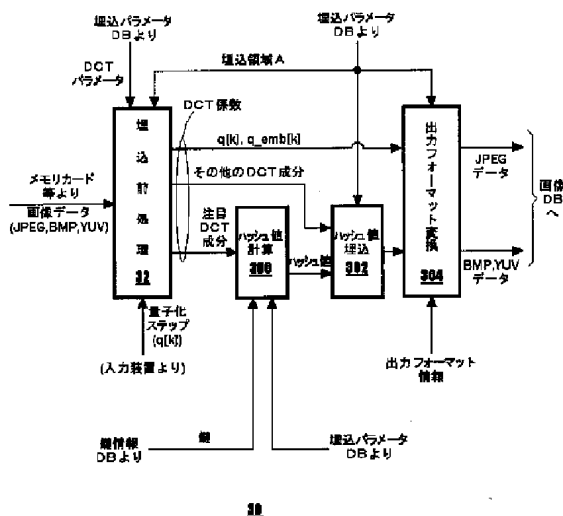 埋込パラメータ
DBより
埋込パラメータ
DBより
DCT
パラメータ
埋込領域A
DCT係数
q[k], q_emb[k]
埋込前処理
32
その他のDCT成分
出力フォーマット変換
304
JPEG
データ
メモリカード
等より
画像データ
(JPEG,BMP,YUV)
注目
DCT
成分
ハッシュ値
計算
300
ハッシュ値
ハッシュ値
埋込
302
画像
DB
へ
BMP,YUV
データ
量子化
ステップ
(q[k])
(入力装置より)
出力フォーマット
情報
鍵情報
DBより
鍵
埋込パラメータ
DBより
30